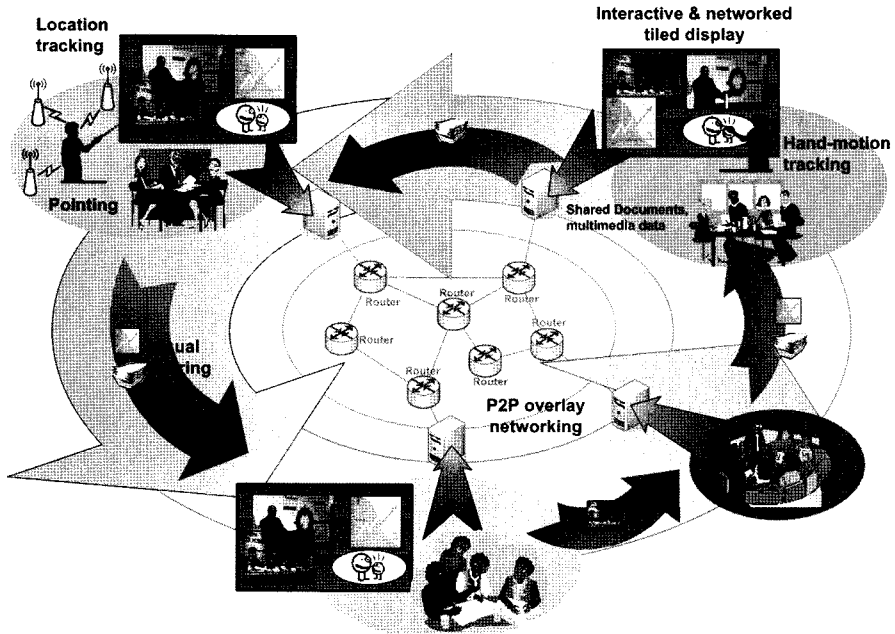 Location
tracking
Interactive & networked
tiled display
Hand-motion
tracking
Pointing
Shared Documents,
multimedia data
Router
Router
Router
Router
Router
Router
Router
P2P overlay
networking